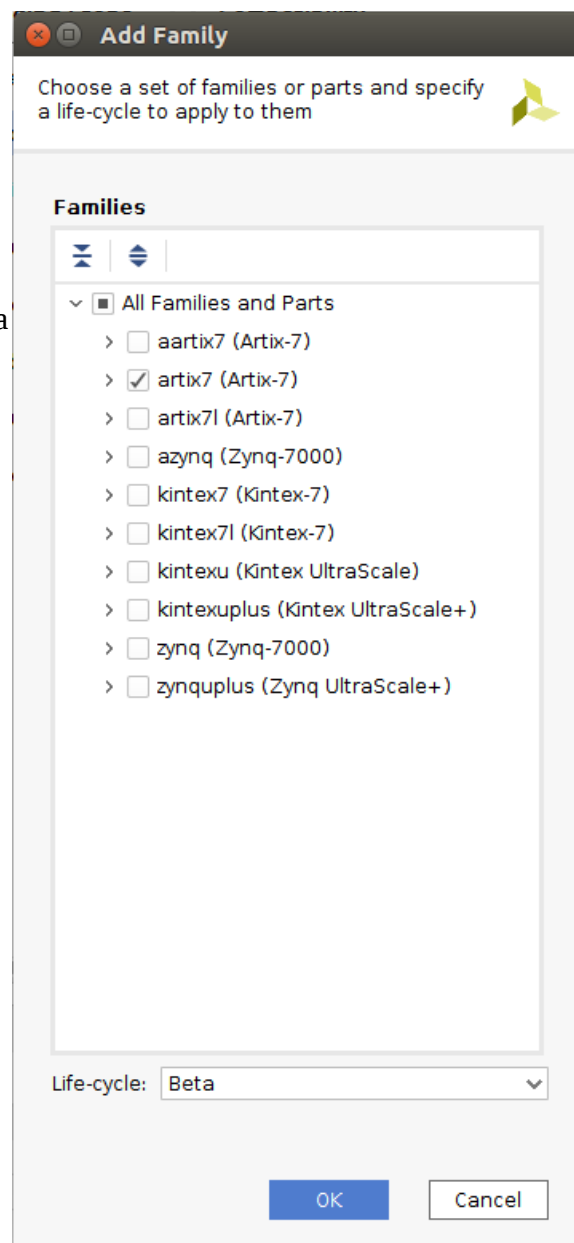 Add Family
Choose a set of families or parts and specify
a life-cycle to apply to them
Families
All Families and Parts
a
aartix7 (Artix-7)
artix7 (Artix-7)
artix7l (Artix-7)
azynq (Zynq-7000)
kintex7 (Kintex-7)
kintex7l (Kintex-7)
kintexu (Kintex UltraScale)
kintexuplus (Kintex UltraScale+)
zynq (Zynq-7000)
zynquplus (Zynq UltraScale+)
Life-cycle: Beta
OK Cancel